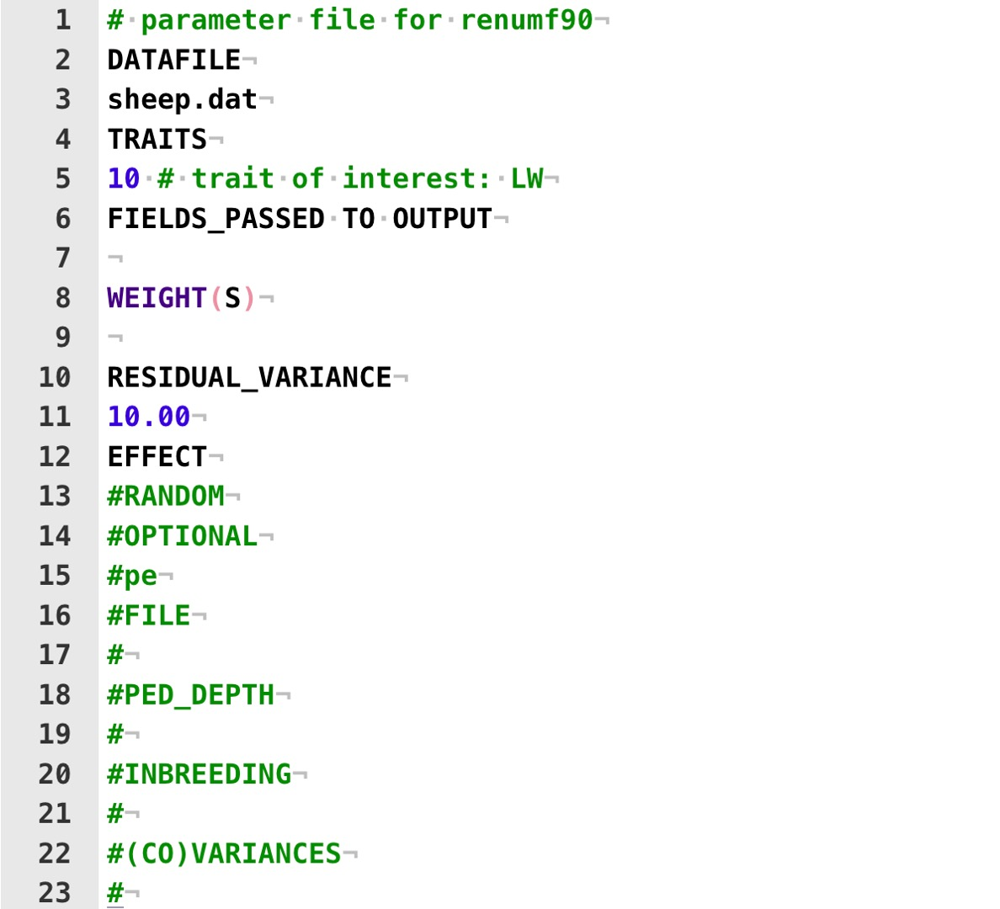 1 # parameter file for renumf90¬
2 DATAFILE¬
3 sheep.dat¬
4 TRAITS¬
5 10 # trait of interest: LW¬
6 FIELDS_PASSED TO OUTPUT¬
7 ¬
8 WEIGHT(S)¬
9 ¬
10 RESIDUAL_VARIANCE¬
11 10.00¬
12 EFFECT¬
13 #RANDOM¬
14 #OPTIONAL¬
15 #pe¬
16 #FILE¬
17 #¬
18 #PED_DEPTH¬
19 #¬
20 #INBREEDING¬
21 #¬
22 #(CO)VARIANCES¬
23 #¬